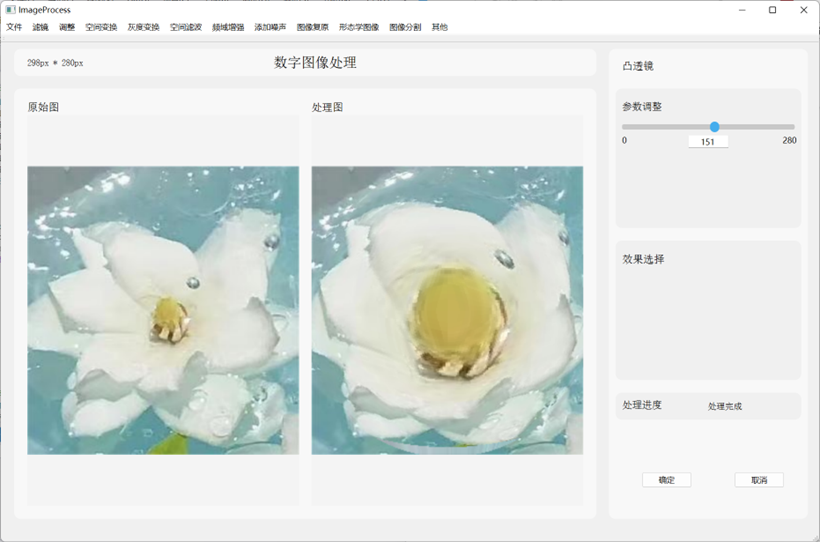 ImageProcess
文件 滤镜 调整 空间变换 灰度变换 空间滤波 频域增强 添加噪声 图像复原 形态学图像 图像分割 其他
298px * 280px 数字图像处理
原始图 处理图
凸透镜
参数调整
0 151 280
效果选择
处理进度 处理完成
确定 取消